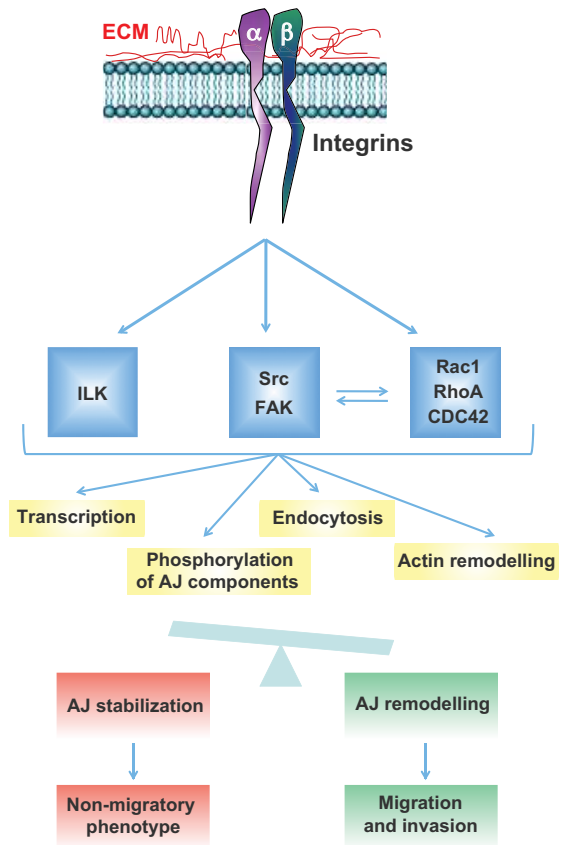 ECM
α β
Integrins
ILK
Src
FAK
Rac1
RhoA
CDC42
Transcription
Endocytosis
Phosphorylation
of AJ components
Actin remodelling
AJ stabilization
AJ remodelling
Non-migratory
phenotype
Migration
and invasion